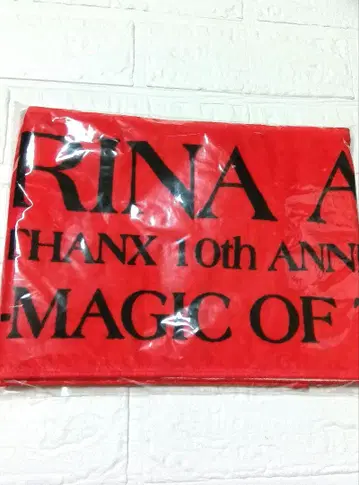 RINA A
THANX 10th ANN
-MAGIC OF